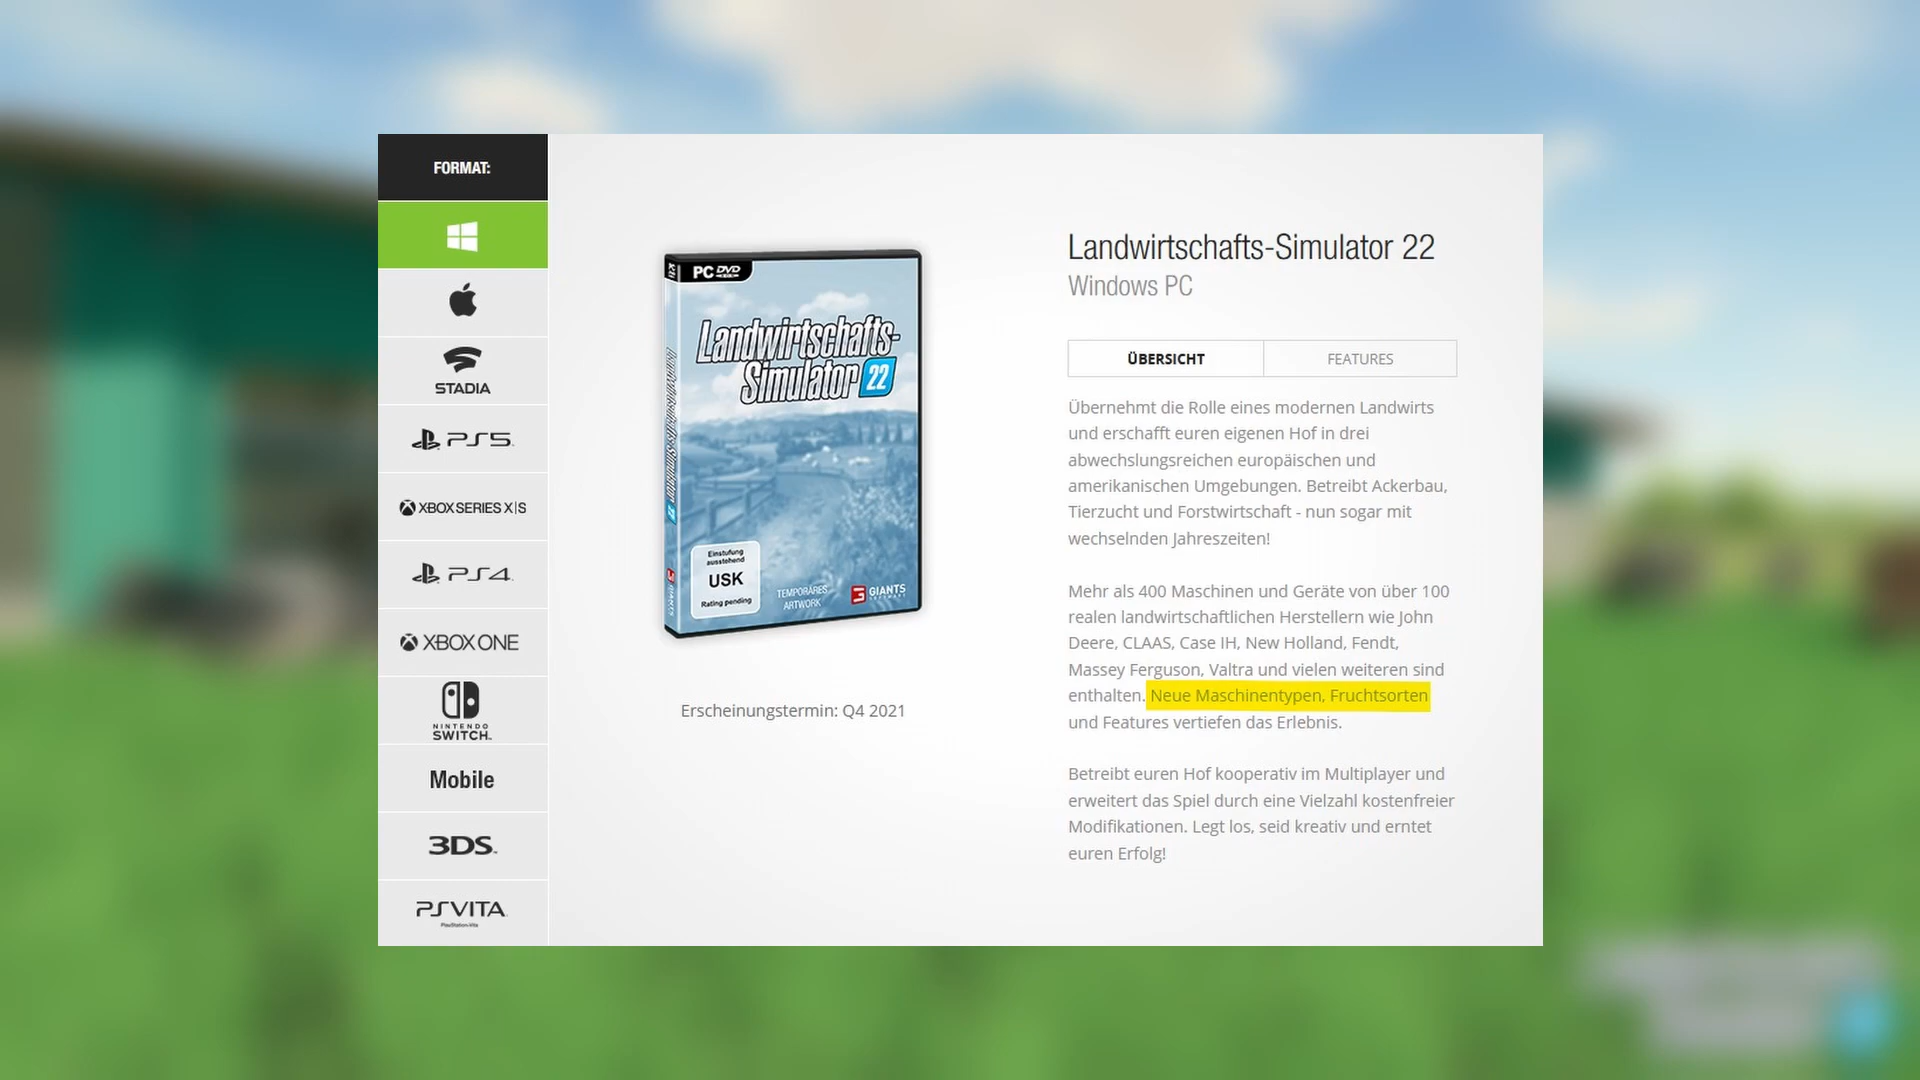 FORMAT:
STADIA
PS5
XBOX SERIES X|S
PS4
XBOX ONE
NINTENDO
SWITCH
Mobile
3DS
PSVITA
PlayStation Vita
PC DVD
Landwirtschafts-
Simulator 22
Einstufung
ausstehend
USK
Rating pending
TEMPORÄRES
ARTWORK
GIANTS
SOFTWARE
Landwirtschafts-Simulator 22
Erscheinungstermin: Q4 2021
Landwirtschafts-Simulator 22
Windows PC
ÜBERSICHT
FEATURES
Übernehmt die Rolle eines modernen Landwirts
und erschafft euren eigenen Hof in drei
abwechslungsreichen europäischen und
amerikanischen Umgebungen. Betreibt Ackerbau,
Tierzucht und Forstwirtschaft - nun sogar mit
wechselnden Jahreszeiten!
Mehr als 400 Maschinen und Geräte von über 100
realen landwirtschaftlichen Herstellern wie John
Deere, CLAAS, Case IH, New Holland, Fendt,
Massey Ferguson, Valtra und vielen weiteren sind
enthalten. Neue Maschinentypen, Fruchtsorten
und Features vertiefen das Erlebnis.
Betreibt euren Hof kooperativ im Multiplayer und
erweitert das Spiel durch eine Vielzahl kostenfreier
Modifikationen. Legt los, seid kreativ und erntet
euren Erfolg!